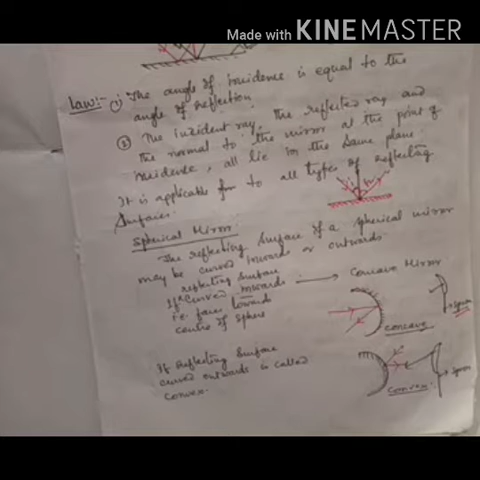 Made with KINEMASTER
Law:- (1) The angle of incidence is equal to the
angle of reflection.
(2) The incident ray, the reflected ray and
the normal to the mirror at the point of
incidence, all lie in the same plane.
It is applicable for to all types of reflecting
Surfaces.
Spherical Mirror
The reflecting surface of a spherical mirror
may be curved inwards or outwards.
reflecting surface
If curved inwards → Concave Mirror
i.e. faces towards
centre of sphere
concave
If reflecting surface
curved outwards is called
convex.
convex